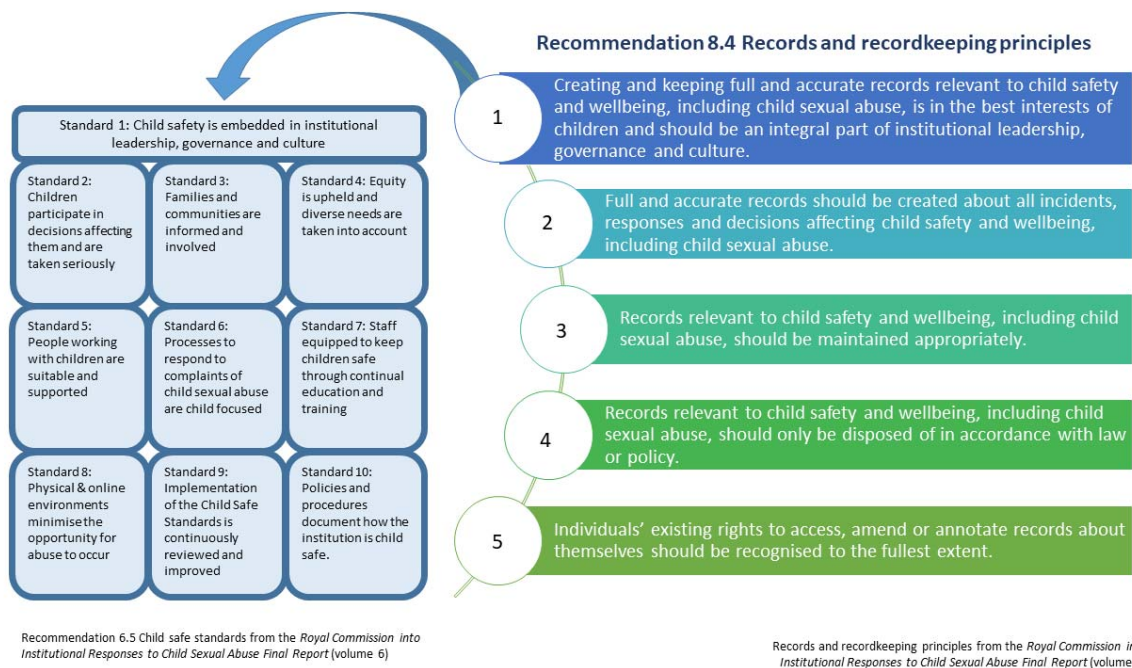 Recommendation 8.4 Records and recordkeeping principles
Standard 1: Child safety is embedded in institutional
leadership, governance and culture
Standard 2:
Children
participate in
decisions affecting
them and are
taken seriously
Standard 3:
Families and
communities are
informed and
involved
Standard 4: Equity
is upheld and
diverse needs are
taken into account
Standard 5:
People working
with children are
suitable and
supported
Standard 6:
Processes to
respond to
complaints of
child sexual abuse
are child focused
Standard 7: Staff
equipped to keep
children safe
through continual
education and
training
Standard 8:
Physical & online
environments
minimise the
opportunity for
abuse to occur
Standard 9:
Implementation
of the Child Safe
Standards is
continuously
reviewed and
improved
Standard 10:
Policies and
procedures
document how the
institution is child
safe.
Recommendation 6.5 Child safe standards from the Royal Commission into
Institutional Responses to Child Sexual Abuse Final Report (volume 6)
1
Creating and keeping full and accurate records relevant to child safety
and wellbeing, including child sexual abuse, is in the best interests of
children and should be an integral part of institutional leadership,
governance and culture.
2
Full and accurate records should be created about all incidents,
responses and decisions affecting child safety and wellbeing,
including child sexual abuse.
3
Records relevant to child safety and wellbeing, including child
sexual abuse, should be maintained appropriately.
4
Records relevant to child safety and wellbeing, including child
sexual abuse, should only be disposed of in accordance with law
or policy.
5
Individuals' existing rights to access, amend or annotate records about
themselves should be recognised to the fullest extent.
Records and recordkeeping principles from the Royal Commission
Institutional Responses to Child Sexual Abuse Final Report (volume